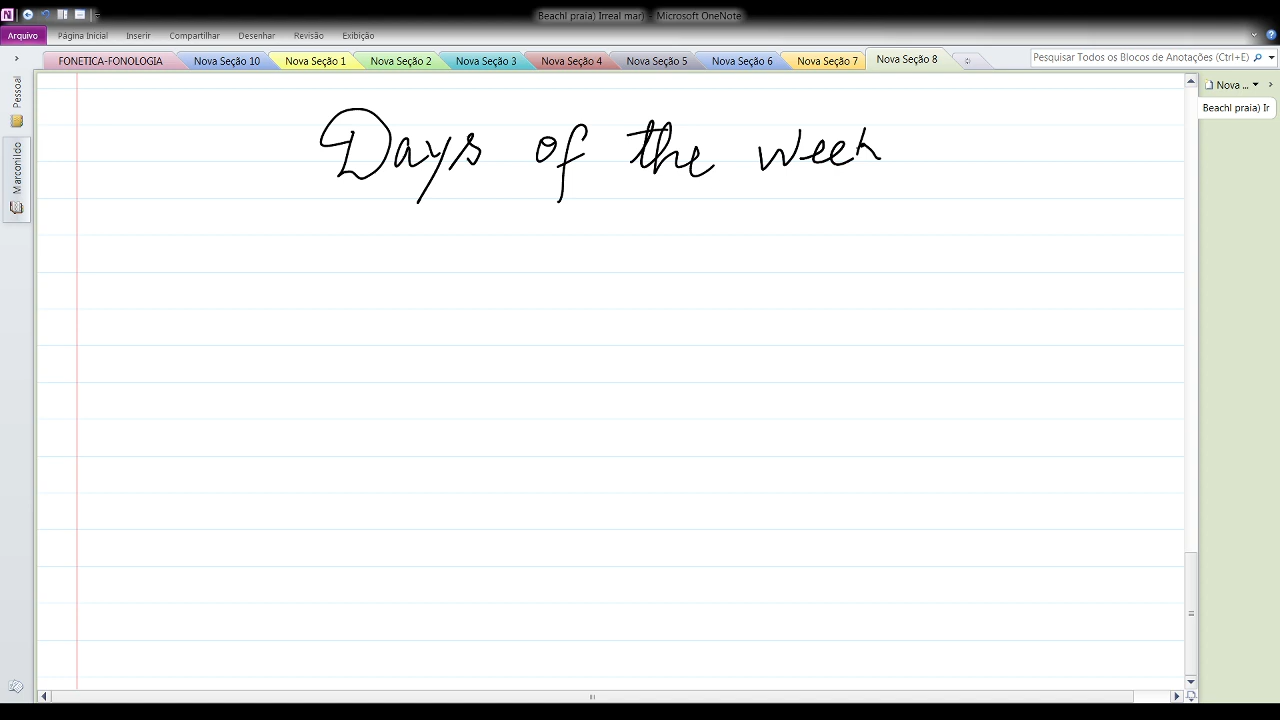 Beachl praia) Irreal mar) - Microsoft OneNote
Arquivo Página Inicial Inserir Compartilhar Desenhar Revisão Exibição
FONETICA-FONOLOGIA Nova Seção 10 Nova Seção 1 Nova Seção 2 Nova Seção 3 Nova Seção 4 Nova Seção 5 Nova Seção 6 Nova Seção 7 Nova Seção 8 Pesquisar Todos os Blocos de Anotações (Ctrl+E)
Pessoal
Marconildo
Nova ...
Beachl praia) Ir
Days of the week